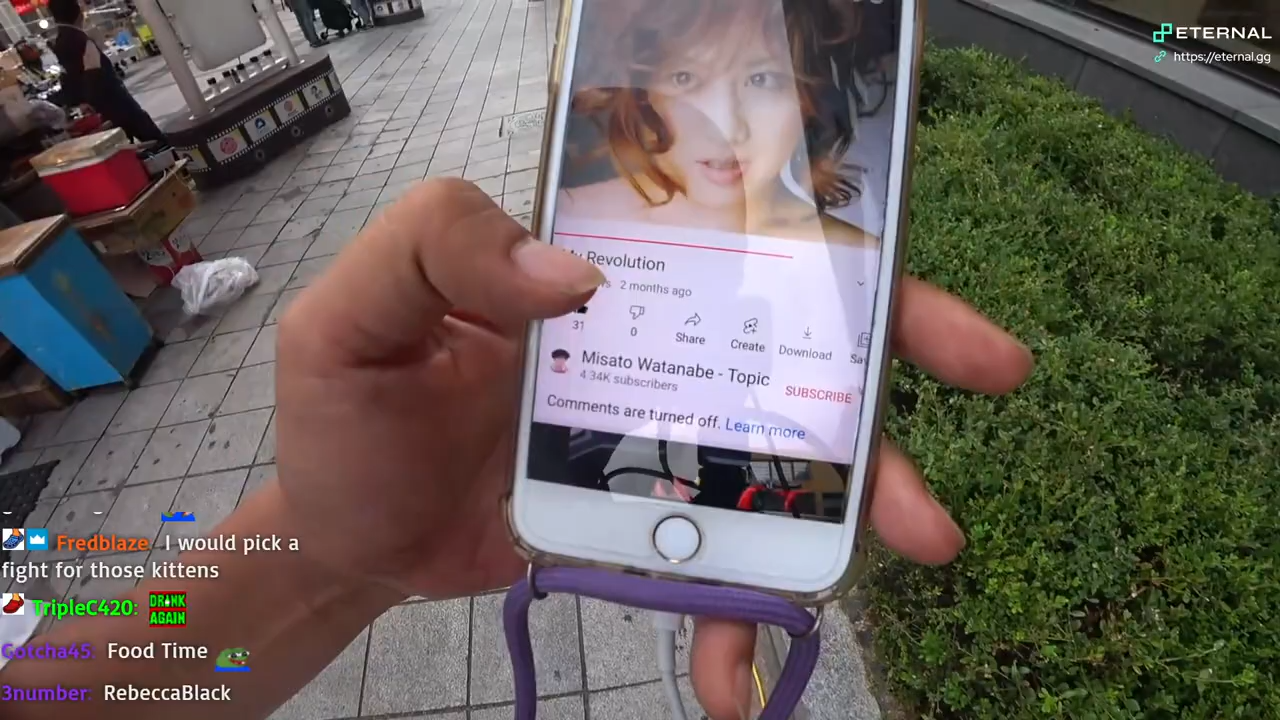 ETERNAL
https://eternal.gg
Revolution
2 months ago
31
0
Share
Create
Download
Misato Watanabe - Topic
4.34K subscribers
SUBSCRIBE
Comments are turned off. Learn more
Fredblaze I would pick a
fight for those kittens
TripleC420: DRINK AGAIN
Gotcha45: Food Time
3number: RebeccaBlack